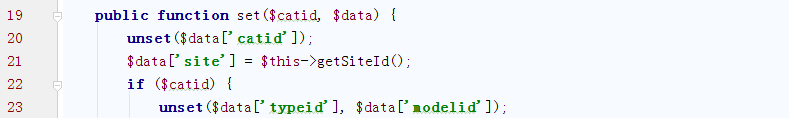 19 public function set($catid, $data) {
20 unset($data['catid']);
21 $data['site'] = $this->getSiteId();
22 if ($catid) {
23 unset($data['typeid'], $data['modelid']);